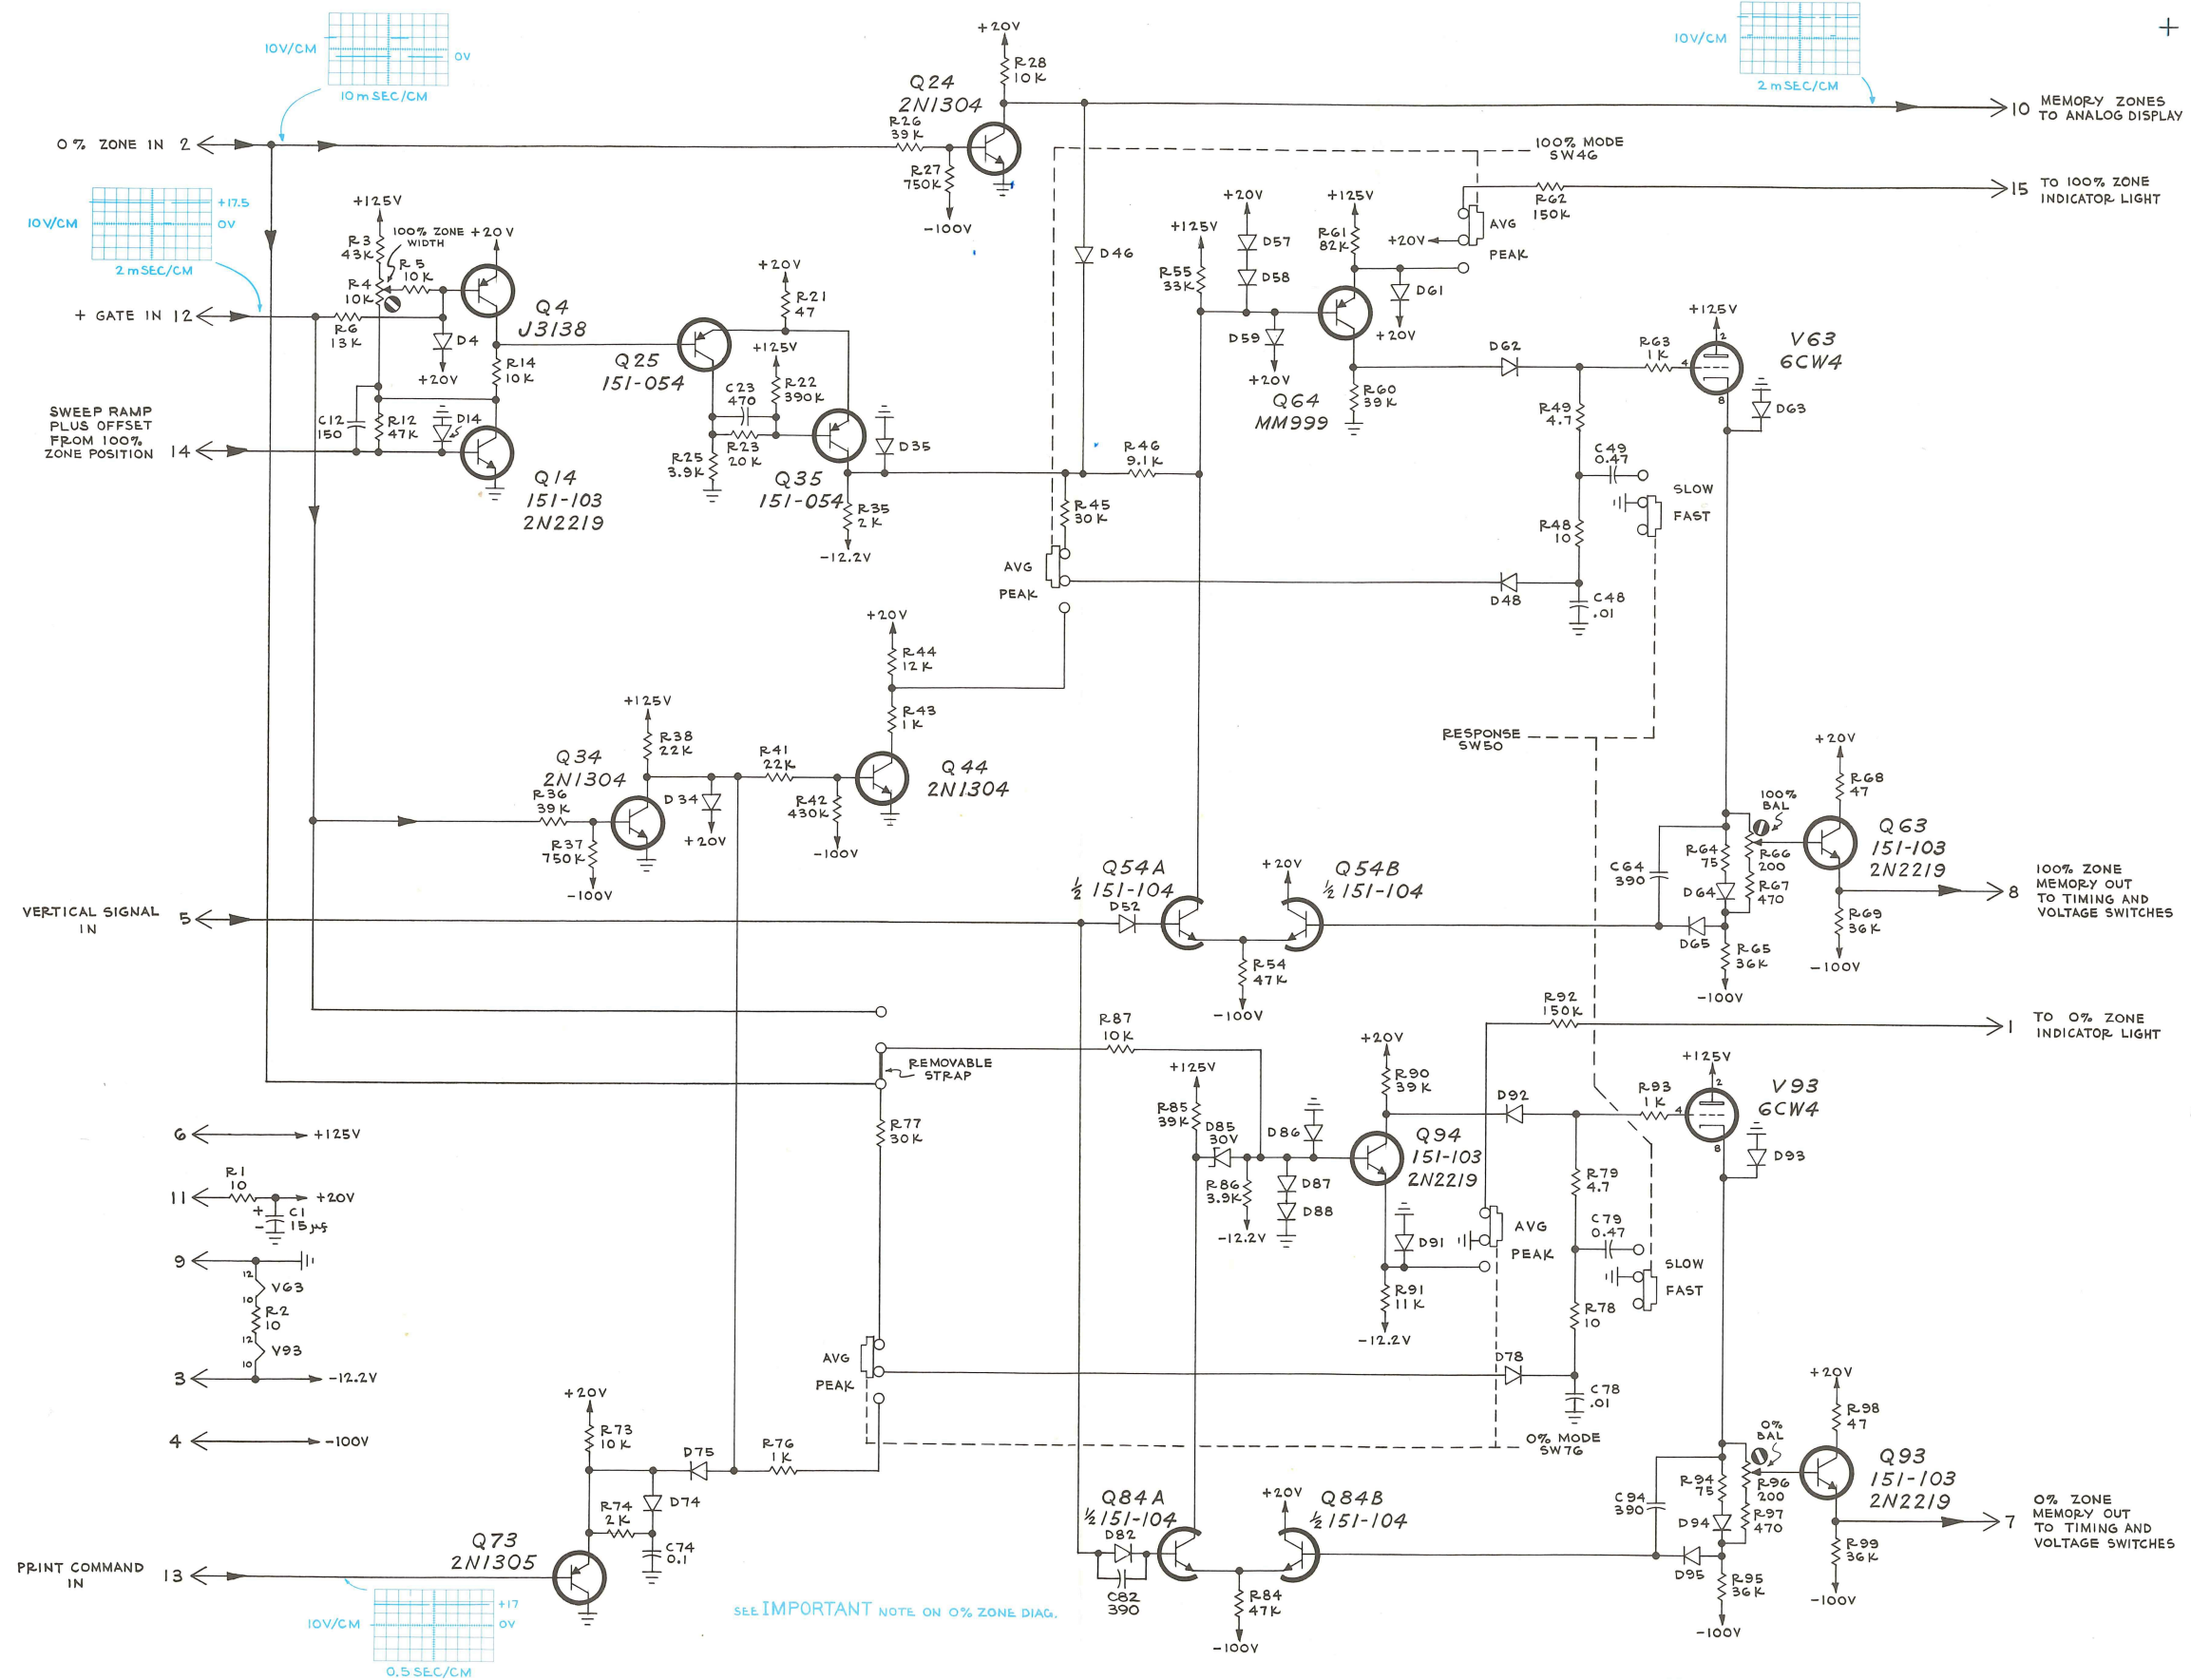 10V/CM
0V
10 m SEC/CM
+20V
R28
10K
Q24
2N1304
R26
39K
R27
750K
-100V
10V/CM
2 mSEC/CM
+
10 MEMORY ZONES
TO ANALOG DISPLAY
0% ZONE IN 2
100% MODE
SW46
15 TO 100% ZONE
INDICATOR LIGHT
R62
150K
AVG
PEAK
+20V
10V/CM
+17.5
0V
2 mSEC/CM
+125V
R3
43K
100% ZONE
WIDTH
+20V
R4
10K
R5
10K
Q4
J3138
+ GATE IN 12
R6
13K
D4
+20V
R14
10K
SWEEP RAMP
PLUS OFFSET
FROM 100%
ZONE POSITION 14
C12
150
R12
47K
D14
Q14
151-103
2N2219
Q25
151-054
+20V
R21
47
+125V
R22
390K
C23
470
R23
20K
R25
3.9K
Q35
151-054
D35
R35
2K
-12.2V
D46
R46
9.1K
R45
30K
AVG
PEAK
+125V
R55
33K
+20V
D57
D58
D59
+20V
+125V
R61
82K
D61
+20V
Q64
MM999
R60
39K
D62
R63
1K
+125V
2
4
8
V63
6CW4
D63
R49
4.7
C49
0.47
SLOW
FAST
R48
10
D48
C48
.01
+20V
R44
12K
R43
1K
Q44
2N1304
+125V
R38
22K
Q34
2N1304
R36
39K
R37
750K
-100V
D34
+20V
R41
22K
R42
430K
-100V
RESPONSE
SW50
VERTICAL SIGNAL
IN 5
Q54A
½ 151-104
D52
+20V
Q54B
½ 151-104
R54
47K
-100V
100%
BAL
+20V
R68
47
C64
390
R64
75
D64
R66
200
R67
470
D65
R65
36K
-100V
Q63
151-103
2N2219
R69
36K
-100V
8 100% ZONE
MEMORY OUT
TO TIMING AND
VOLTAGE SWITCHES
R87
10K
REMOVABLE
STRAP
R77
30K
R92
150K
1 TO 0% ZONE
INDICATOR LIGHT
+125V
R85
39K
D85
30V
R86
3.9K
-12.2V
D86
D87
D88
+20V
R90
39K
Q94
151-103
2N2219
D91
R91
11K
-12.2V
AVG
PEAK
D92
R93
1K
+125V
2
4
8
V93
6CW4
D93
R79
4.7
C79
0.47
SLOW
FAST
R78
10
D78
C78
.01
6 +125V
11 R1
10
+20V
+
-
C1
15 µf
9
12
V63
10
R2
10
12
V93
10
3 -12.2V
4 -100V
AVG
PEAK
0% MODE
SW76
+20V
R73
10K
D75
R76
1K
R74
2K
D74
C74
0.1
Q73
2N1305
PRINT COMMAND
IN 13
10V/CM
+17
0V
0.5 SEC/CM
SEE IMPORTANT NOTE ON 0% ZONE DIAG.
Q84A
½ 151-104
D82
C82
390
+20V
Q84B
½ 151-104
R84
47K
-100V
0%
BAL
+20V
R98
47
C94
390
R94
75
D94
R96
200
R97
470
D95
R95
36K
-100V
Q93
151-103
2N2219
R99
36K
-100V
7 0% ZONE
MEMORY OUT
TO TIMING AND
VOLTAGE SWITCHES